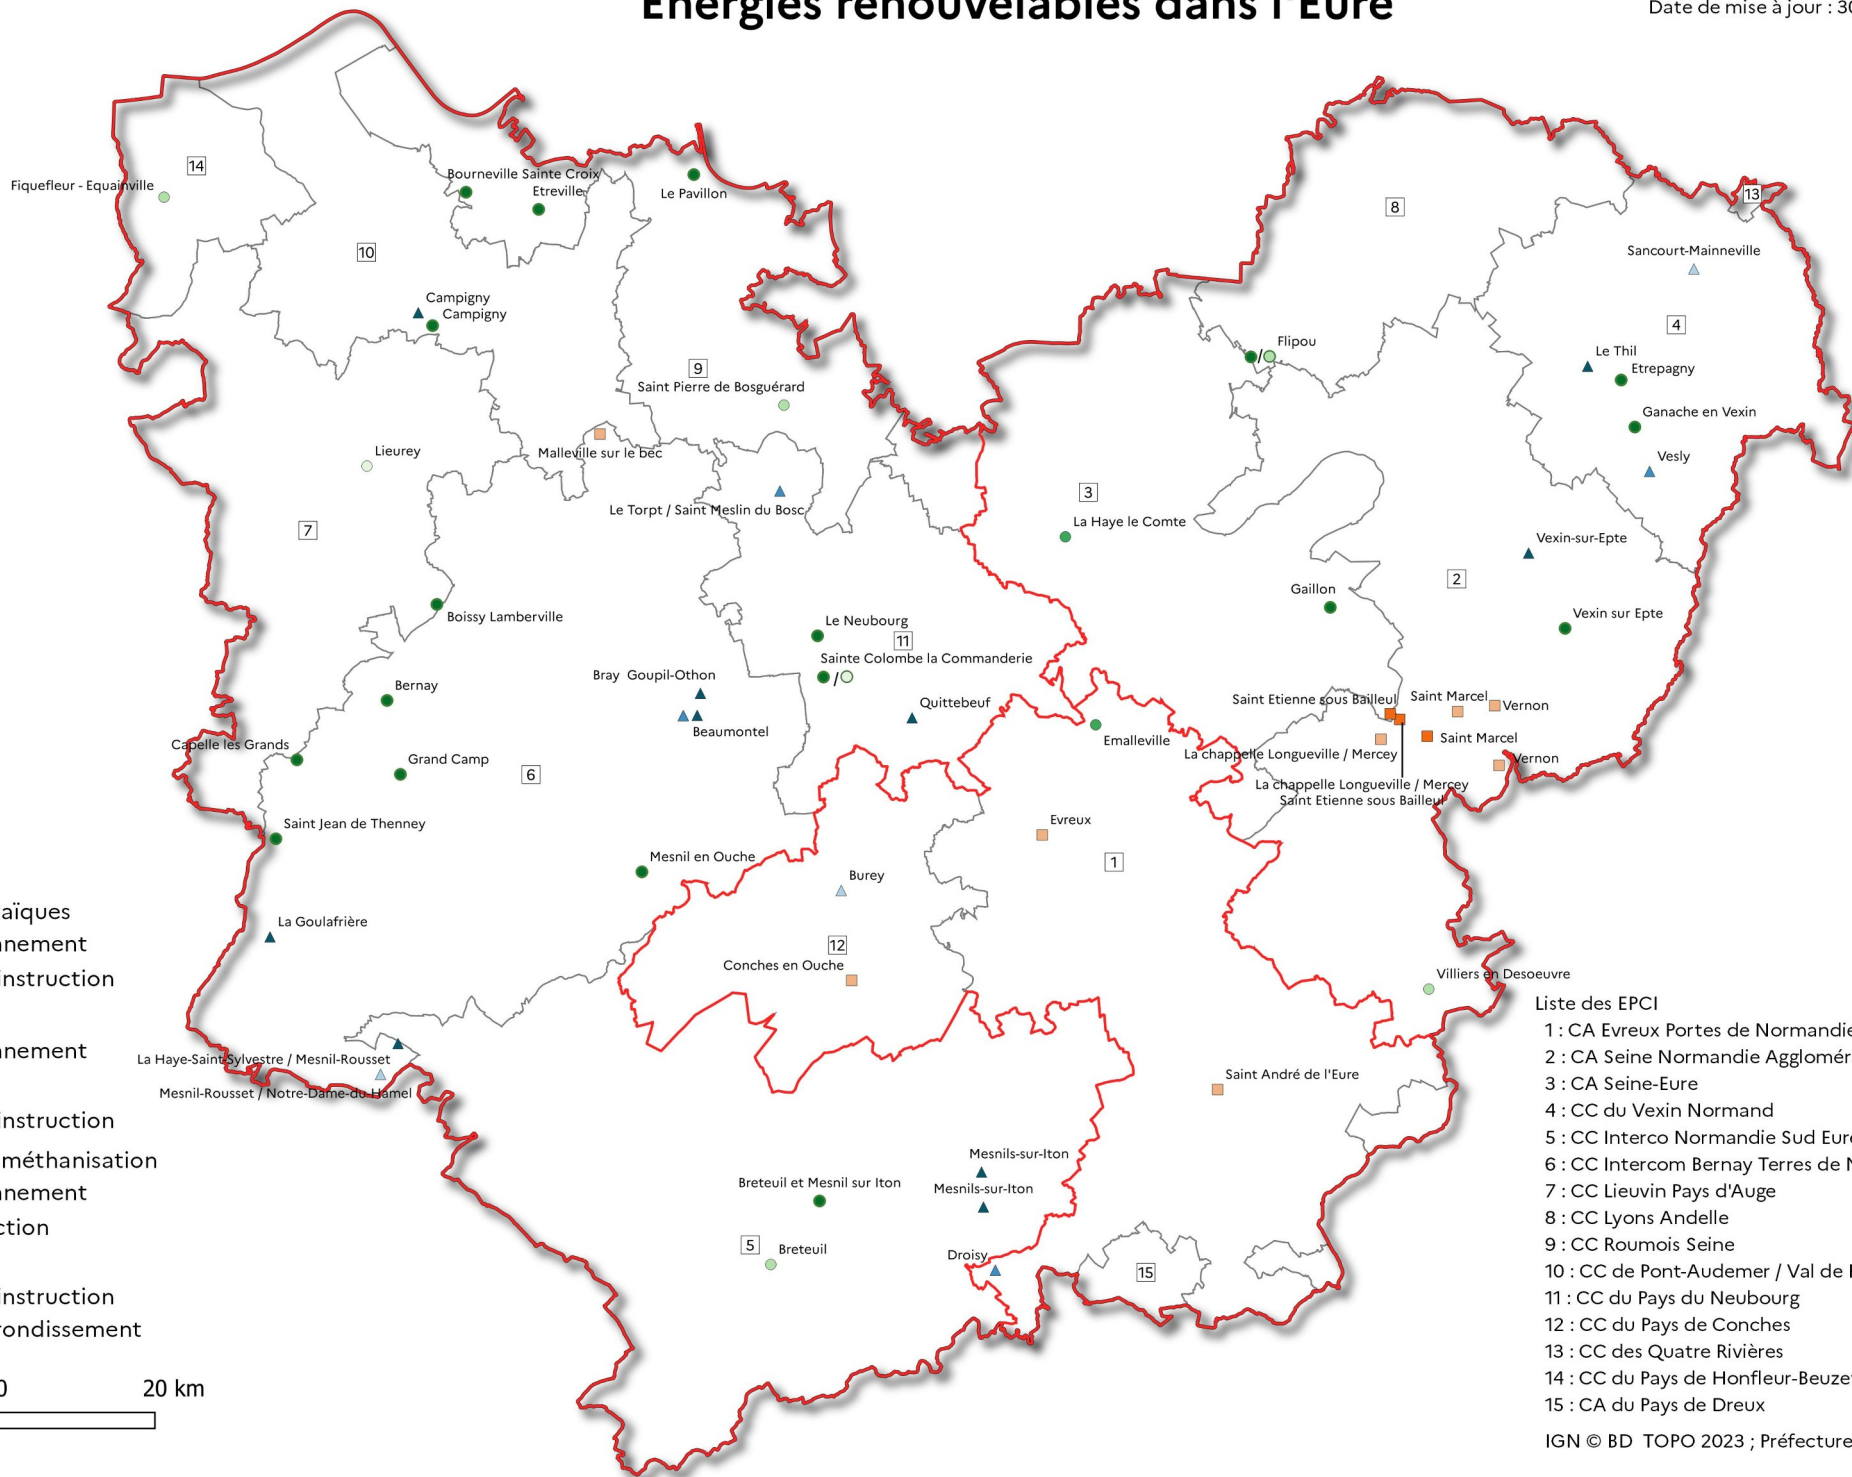 Energies renouvelables dans l'Eure
Date de mise à jour : 30
14
Fiquefleur - Equainville
Bourneville Sainte Croix
Etreville
Le Pavillon
8
13
10
Sancourt-Mainneville
Campigny
Campigny
4
Flipou
Le Thil
Etrepagny
9
Saint Pierre de Bosguérard
Ganache en Vexin
Lieurey
Malleville sur le bec
Vesly
3
Le Torpt / Saint Meslin du Bosc
La Haye le Comte
7
Vexin-sur-Epte
2
Gaillon
Boissy Lamberville
Le Neubourg
Vexin sur Epte
11
Sainte Colombe la Commanderie
Bray Goupil-Othon
Bernay
Quittebeuf
Saint Etienne sous Bailleul
Saint Marcel
Vernon
Beaumontel
Emalleville
Saint Marcel
Capelle les Grands
La chappelle Longueville / Mercey
Grand Camp
Vernon
6
La chappelle Longueville / Mercey
Saint Etienne sous Bailleul
Saint Jean de Thenney
Evreux
Mesnil en Ouche
1
Burey
La Goulafrière
12
Conches en Ouche
Villiers en Desoeuvre
La Haye-Saint-Sylvestre / Mesnil-Rousset
Mesnil-Rousset / Notre-Dame-du-Hamel
Saint André de l'Eure
Mesnils-sur-Iton
Breteuil et Mesnil sur Iton
Mesnils-sur-Iton
5
Breteuil
Droisy
15
aïques
nnement
instruction
nnement
instruction
méthanisation
nnement
ction
instruction
rondissement
0 20 km
Liste des EPCI
1 : CA Evreux Portes de Normandie
2 : CA Seine Normandie Agglomér
3 : CA Seine-Eure
4 : CC du Vexin Normand
5 : CC Interco Normandie Sud Eure
6 : CC Intercom Bernay Terres de N
7 : CC Lieuvin Pays d'Auge
8 : CC Lyons Andelle
9 : CC Roumois Seine
10 : CC de Pont-Audemer / Val de
11 : CC du Pays du Neubourg
12 : CC du Pays de Conches
13 : CC des Quatre Rivières
14 : CC du Pays de Honfleur-Beuze
15 : CA du Pays de Dreux
IGN © BD TOPO 2023 ; Préfecture